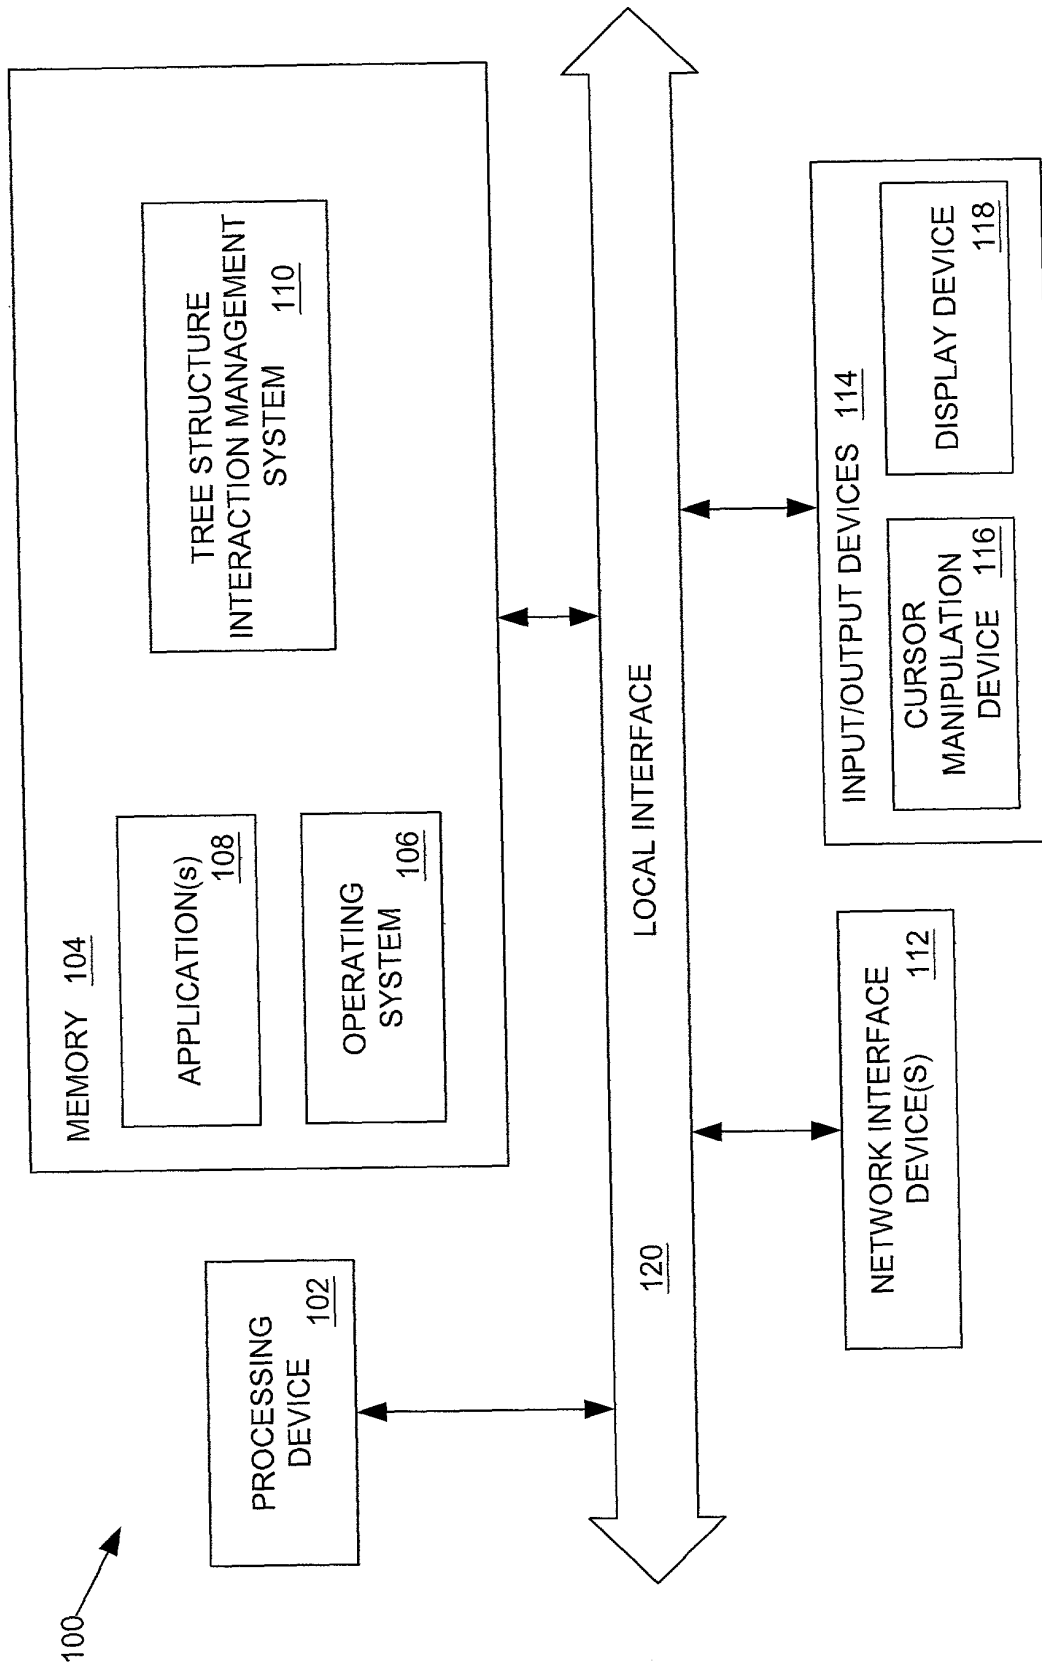 100
PROCESSING
DEVICE
102
MEMORY 104
APPLICATION(s)
108
OPERATING
SYSTEM
106
TREE STRUCTURE
INTERACTION MANAGEMENT
SYSTEM
110
120
LOCAL INTERFACE
NETWORK INTERFACE
DEVICE(S) 112
INPUT/OUTPUT DEVICES 114
CURSOR
MANIPULATION
DEVICE 116
DISPLAY DEVICE
118